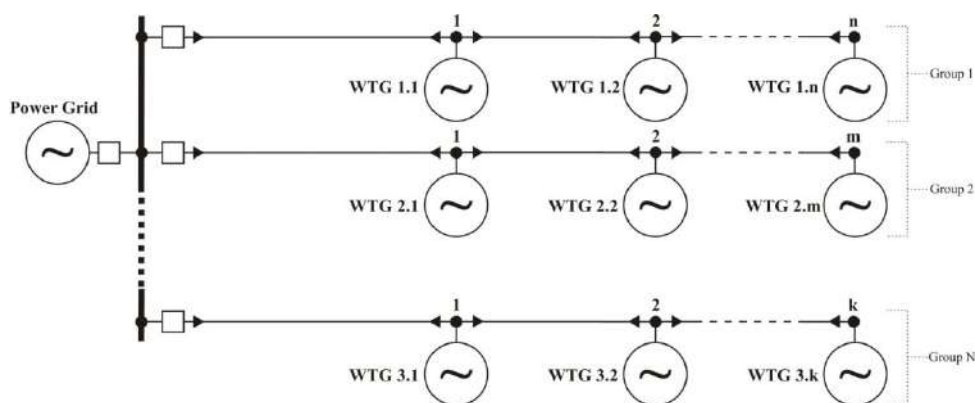 1 2 n
WTG 1.1 WTG 1.2 WTG 1.n
Group 1
Power Grid
1 2 m
WTG 2.1 WTG 2.2 WTG 2.m
Group 2
1 2 k
WTG 3.1 WTG 3.2 WTG 3.k
Group N